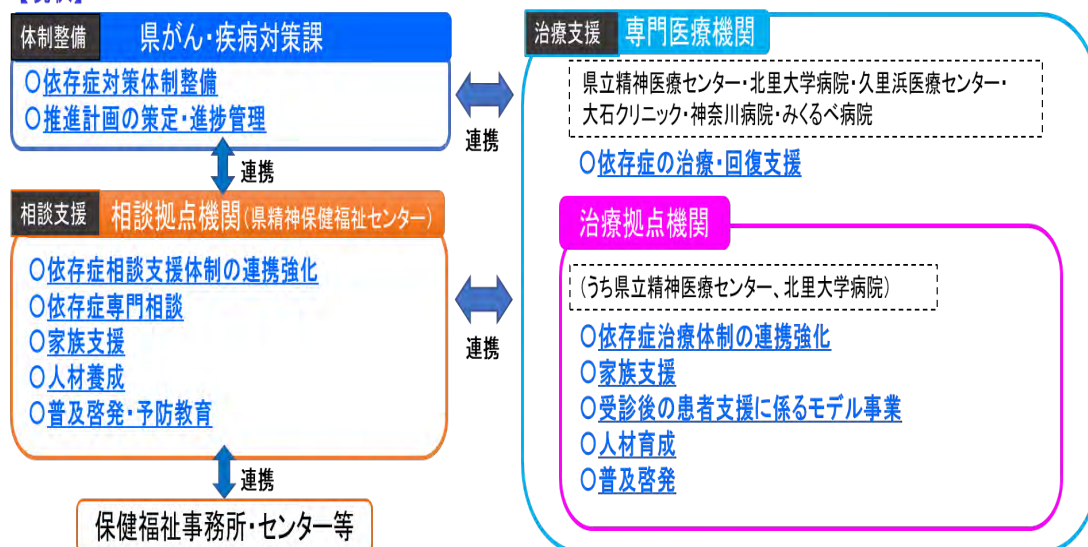 体制整備 県がん・疾病対策課
○依存症対策体制整備
○推進計画の策定・進捗管理
連携
連携
相談支援 相談拠点機関(県精神保健福祉センター)
○依存症相談支援体制の連携強化
○依存症専門相談
○家族支援
○人材養成
○普及啓発・予防教育
連携
連携
保健福祉事務所・センター等
治療支援 専門医療機関
県立精神医療センター・北里大学病院・久里浜医療センター・
大石クリニック・神奈川病院・みくるべ病院
○依存症の治療・回復支援
治療拠点機関
(うち県立精神医療センター、北里大学病院)
○依存症治療体制の連携強化
○家族支援
○受診後の患者支援に係るモデル事業
○人材育成
○普及啓発